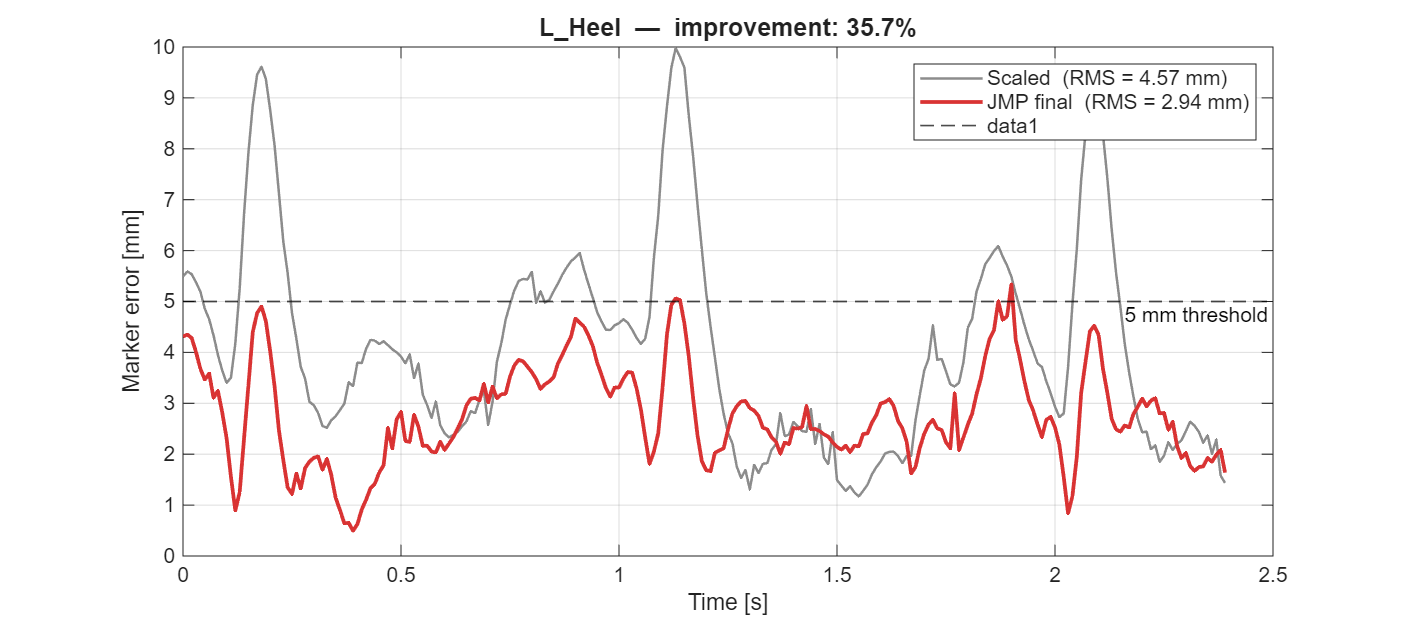 L_Heel — improvement: 35.7%
Scaled (RMS = 4.57 mm)
JMP final (RMS = 2.94 mm)
data1
5 mm threshold
Marker error [mm]
10
9
8
7
6
5
4
3
2
1
0
0 0.5 1 1.5 2 2.5
Time [s]